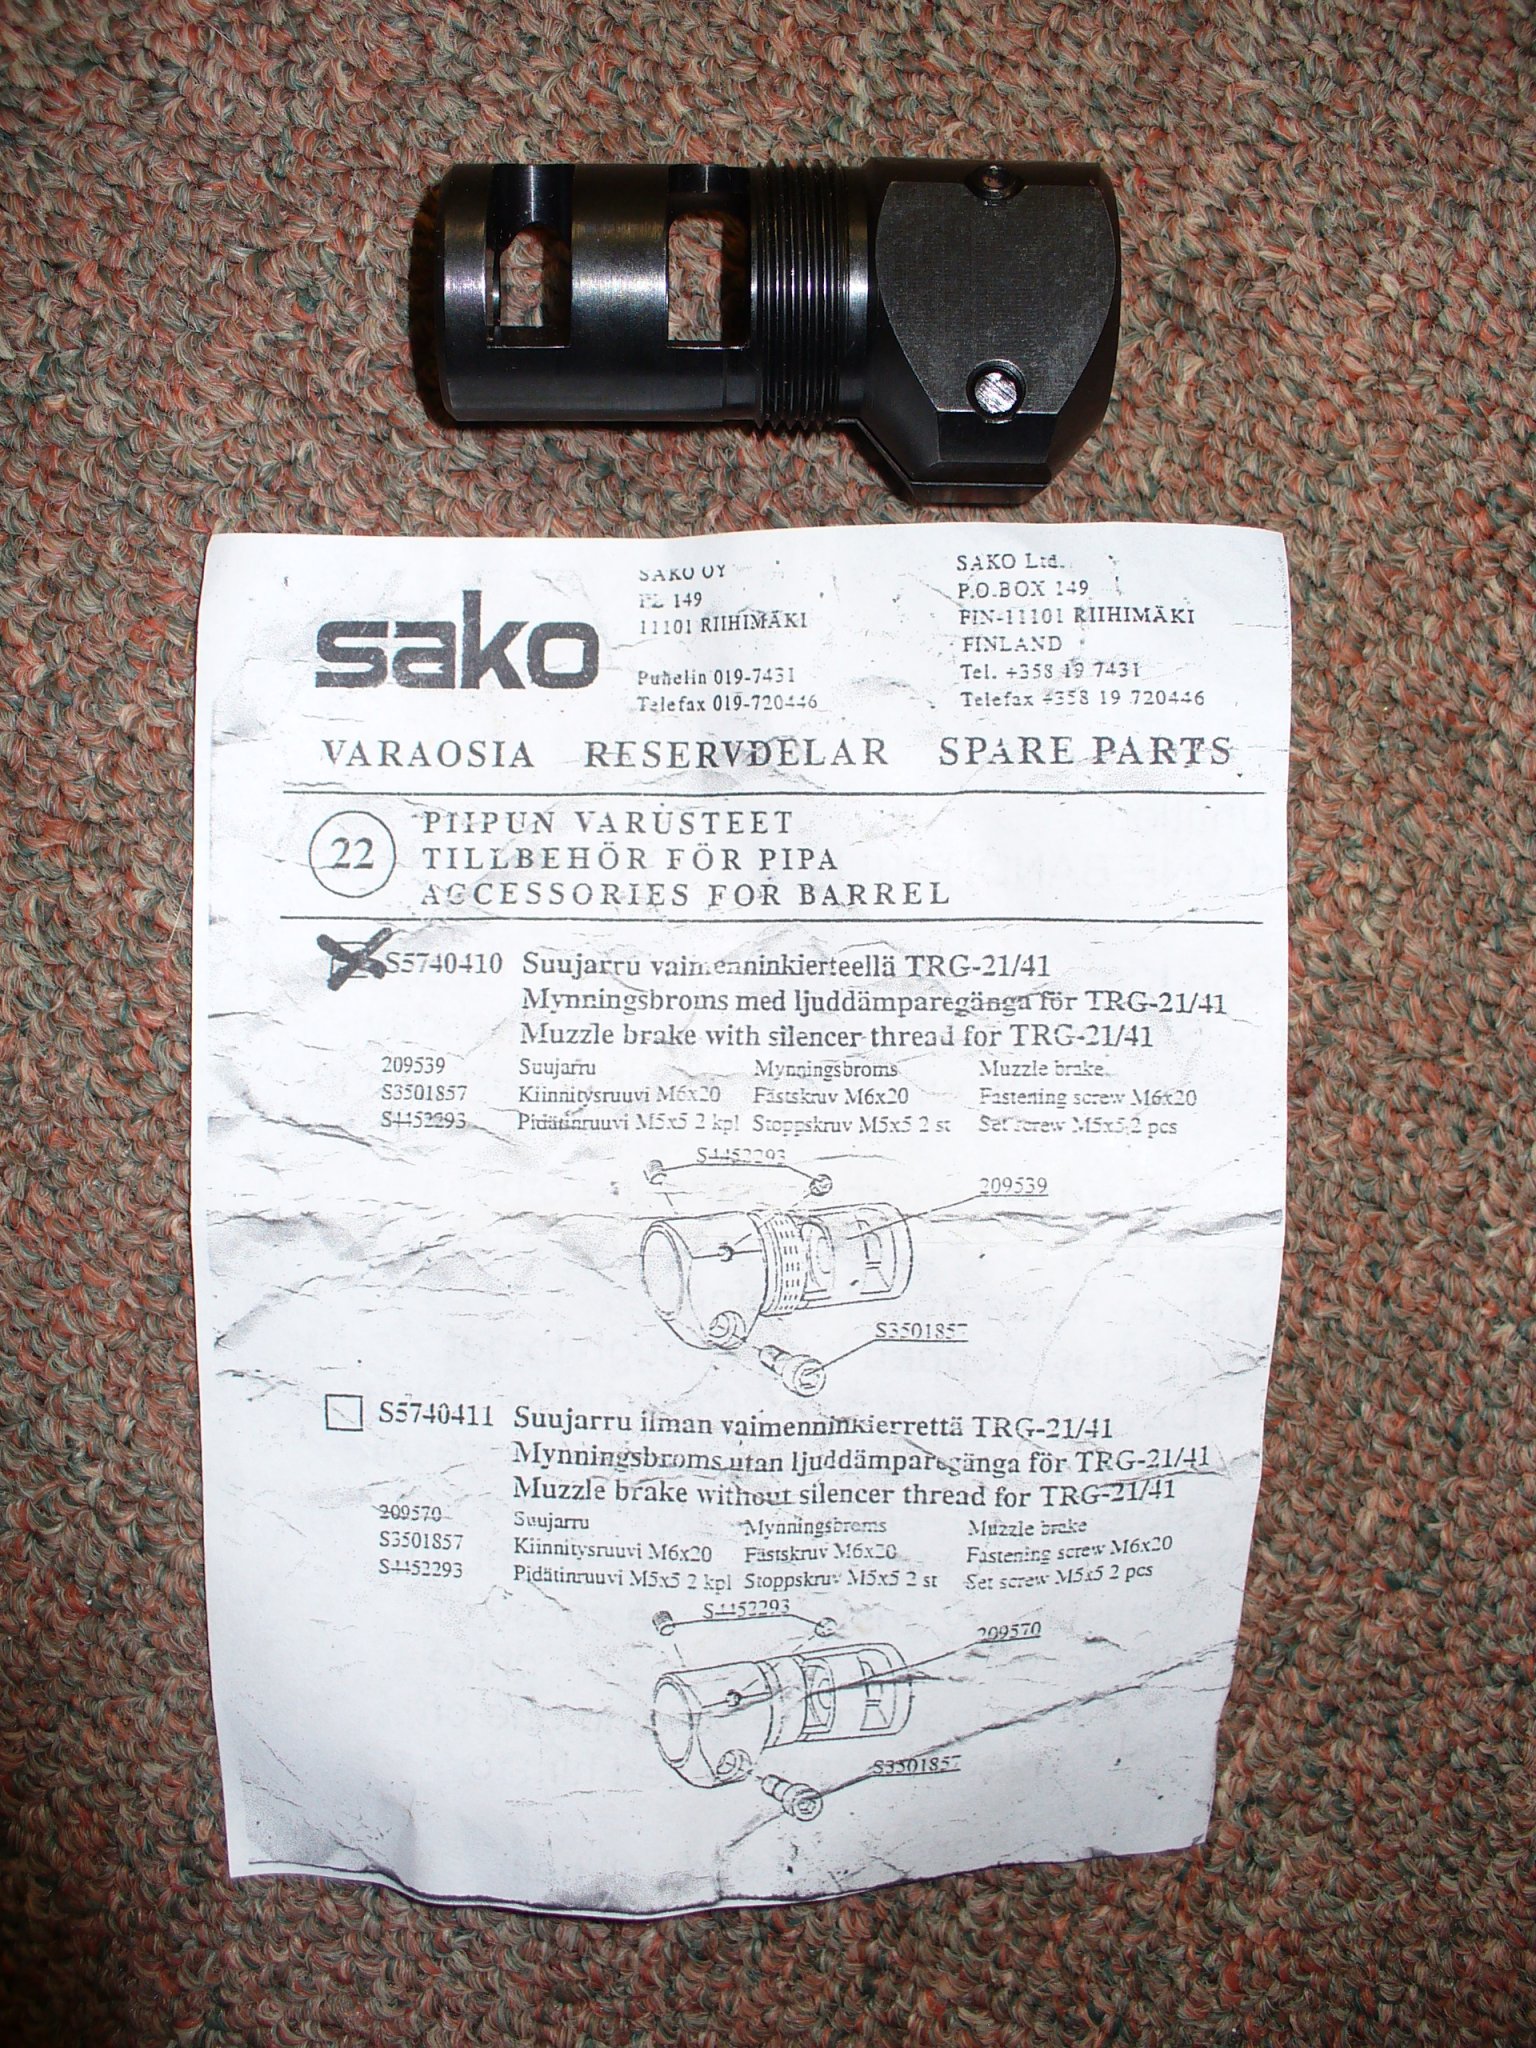 sako
SAKO OY
PL 149
11101 RIIHIMÄKI
Puhelin 019-7431
Telefax 019-720446
SAKO Ltd.
P.O.BOX 149
FIN-11101 RIIHIMÄKI
FINLAND
Tel. +358 19 7431
Telefax +358 19 720446
VARAOSIA RESERVDELAR SPARE PARTS
22
PIIPUN VARUSTEET
TILLBEHÖR FÖR PIPA
ACCESSORIES FOR BARREL
S5740410 Suujarru vaimenninkierteellä TRG-21/41
Mynningsbroms med ljuddämparegänga för TRG-21/41
Muzzle brake with silencer thread for TRG-21/41
209539 Suujarru Mynningsbroms Muzzle brake
S3501857 Kiinnitysruuvi M6x20 Fästskruv M6x20 Fastening screw M6x20
S4452293 Pidätinruuvi M5x5 2 kpl Stoppskruv M5x5 2 st Set screw M5x5 2 pcs
S4452293
209539
S3501857
S5740411 Suujarru ilman vaimenninkierrettä TRG-21/41
Mynningsbroms utan ljuddämparegänga för TRG-21/41
Muzzle brake without silencer thread for TRG-21/41
209570 Suujarru Mynningsbroms Muzzle brake
S3501857 Kiinnitysruuvi M6x20 Fästskruv M6x20 Fastening screw M6x20
S4452293 Pidätinruuvi M5x5 2 kpl Stoppskruv M5x5 2 st Set screw M5x5 2 pcs
S4452293
209570
S3501857